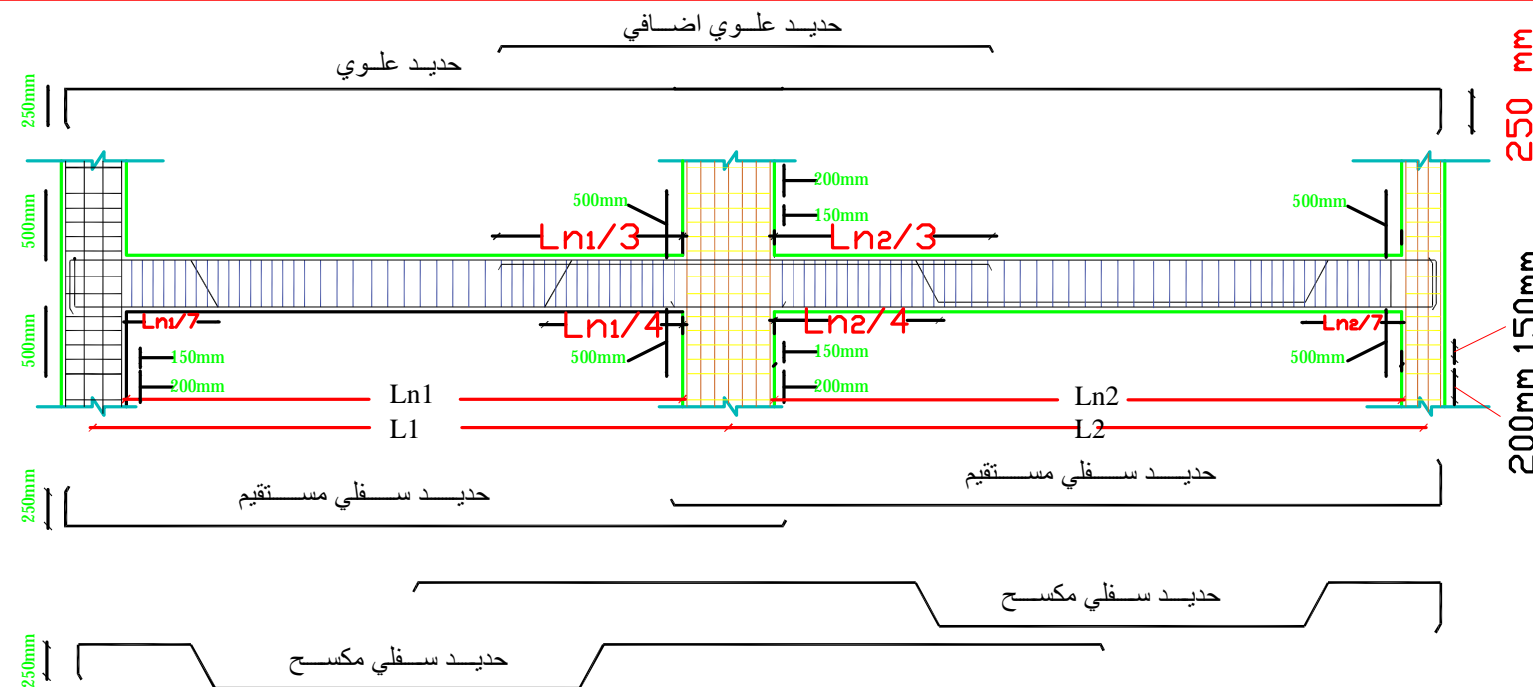 حديد علوي اضافي
حديد علوي
250mm
250 mm
200mm
500mm
500mm
500mm
150mm
Ln1/3
Ln2/3
Ln1/7
Ln1/4
Ln2/4
Ln2/7
500mm
150mm
500mm
150mm
500mm
200mm
200mm
200mm 150mm
Ln1
Ln2
L1
L2
حديد سفلي مستقيم
حديد سفلي مستقيم
250mm
حديد سفلي مكسح
حديد سفلي مكسح
250mm